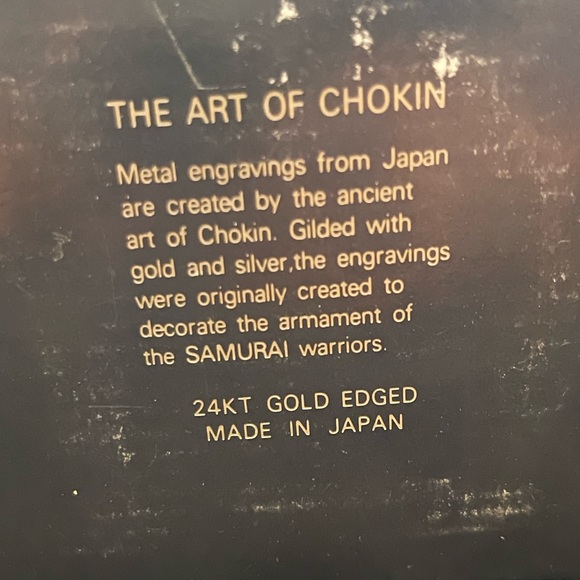 THE ART OF CHOKIN
Metal engravings from Japan
are created by the ancient
art of Chokin. Gilded with
gold and silver,the engravings
were originally created to
decorate the armament of
the SAMURAI warriors.
24KT GOLD EDGED
MADE IN JAPAN